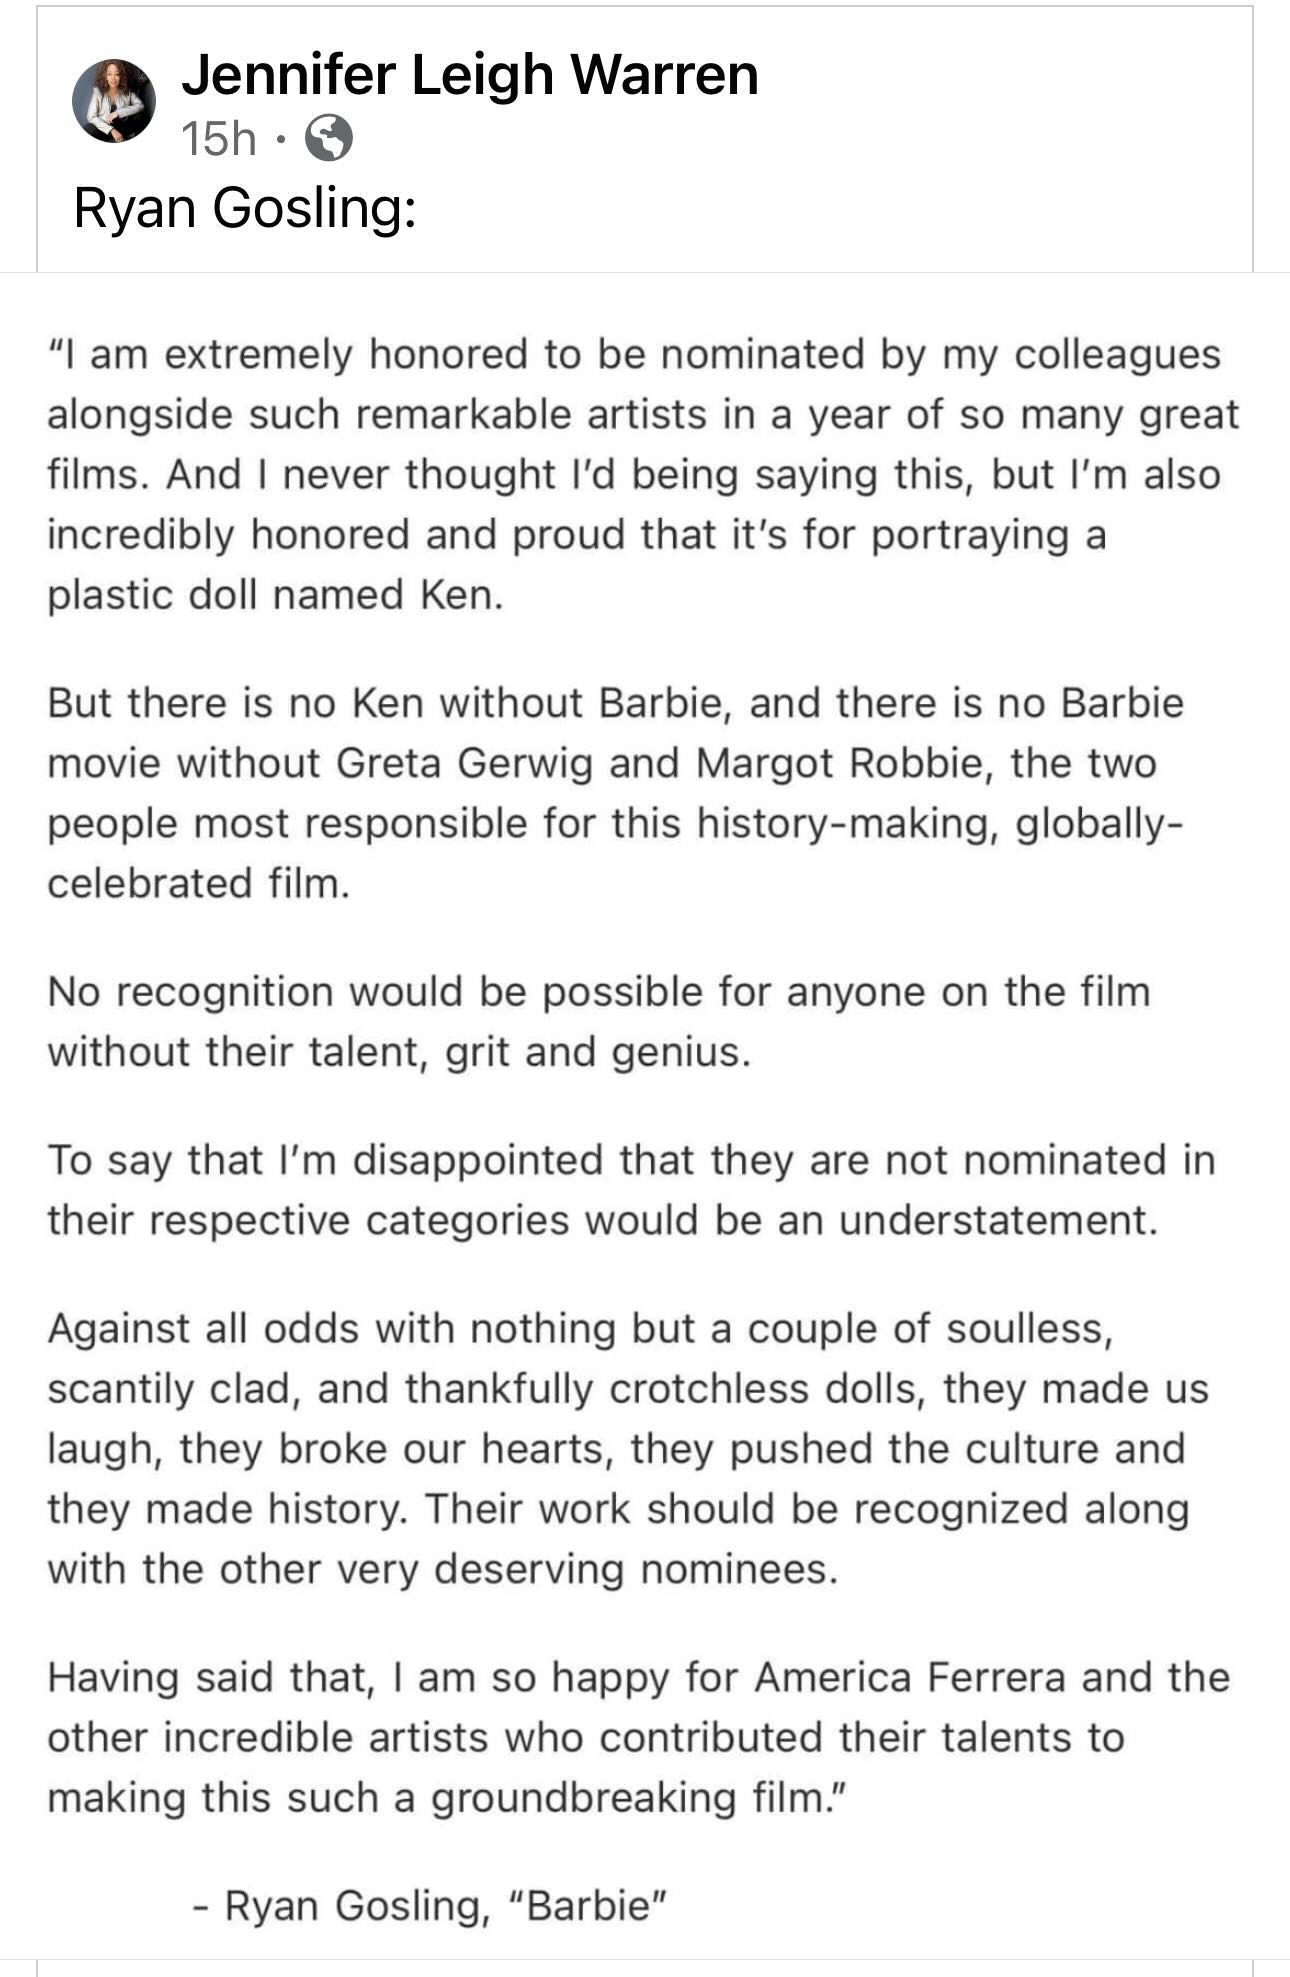 Jennifer Leigh Warren
15h ·
Ryan Gosling:
“I am extremely honored to be nominated by my colleagues
alongside such remarkable artists in a year of so many great
films. And I never thought I’d being saying this, but I’m also
incredibly honored and proud that it’s for portraying a
plastic doll named Ken.
But there is no Ken without Barbie, and there is no Barbie
movie without Greta Gerwig and Margot Robbie, the two
people most responsible for this history-making, globally-
celebrated film.
No recognition would be possible for anyone on the film
without their talent, grit and genius.
To say that I’m disappointed that they are not nominated in
their respective categories would be an understatement.
Against all odds with nothing but a couple of soulless,
scantily clad, and thankfully crotchless dolls, they made us
laugh, they broke our hearts, they pushed the culture and
they made history. Their work should be recognized along
with the other very deserving nominees.
Having said that, I am so happy for America Ferrera and the
other incredible artists who contributed their talents to
making this such a groundbreaking film.”
- Ryan Gosling, “Barbie”